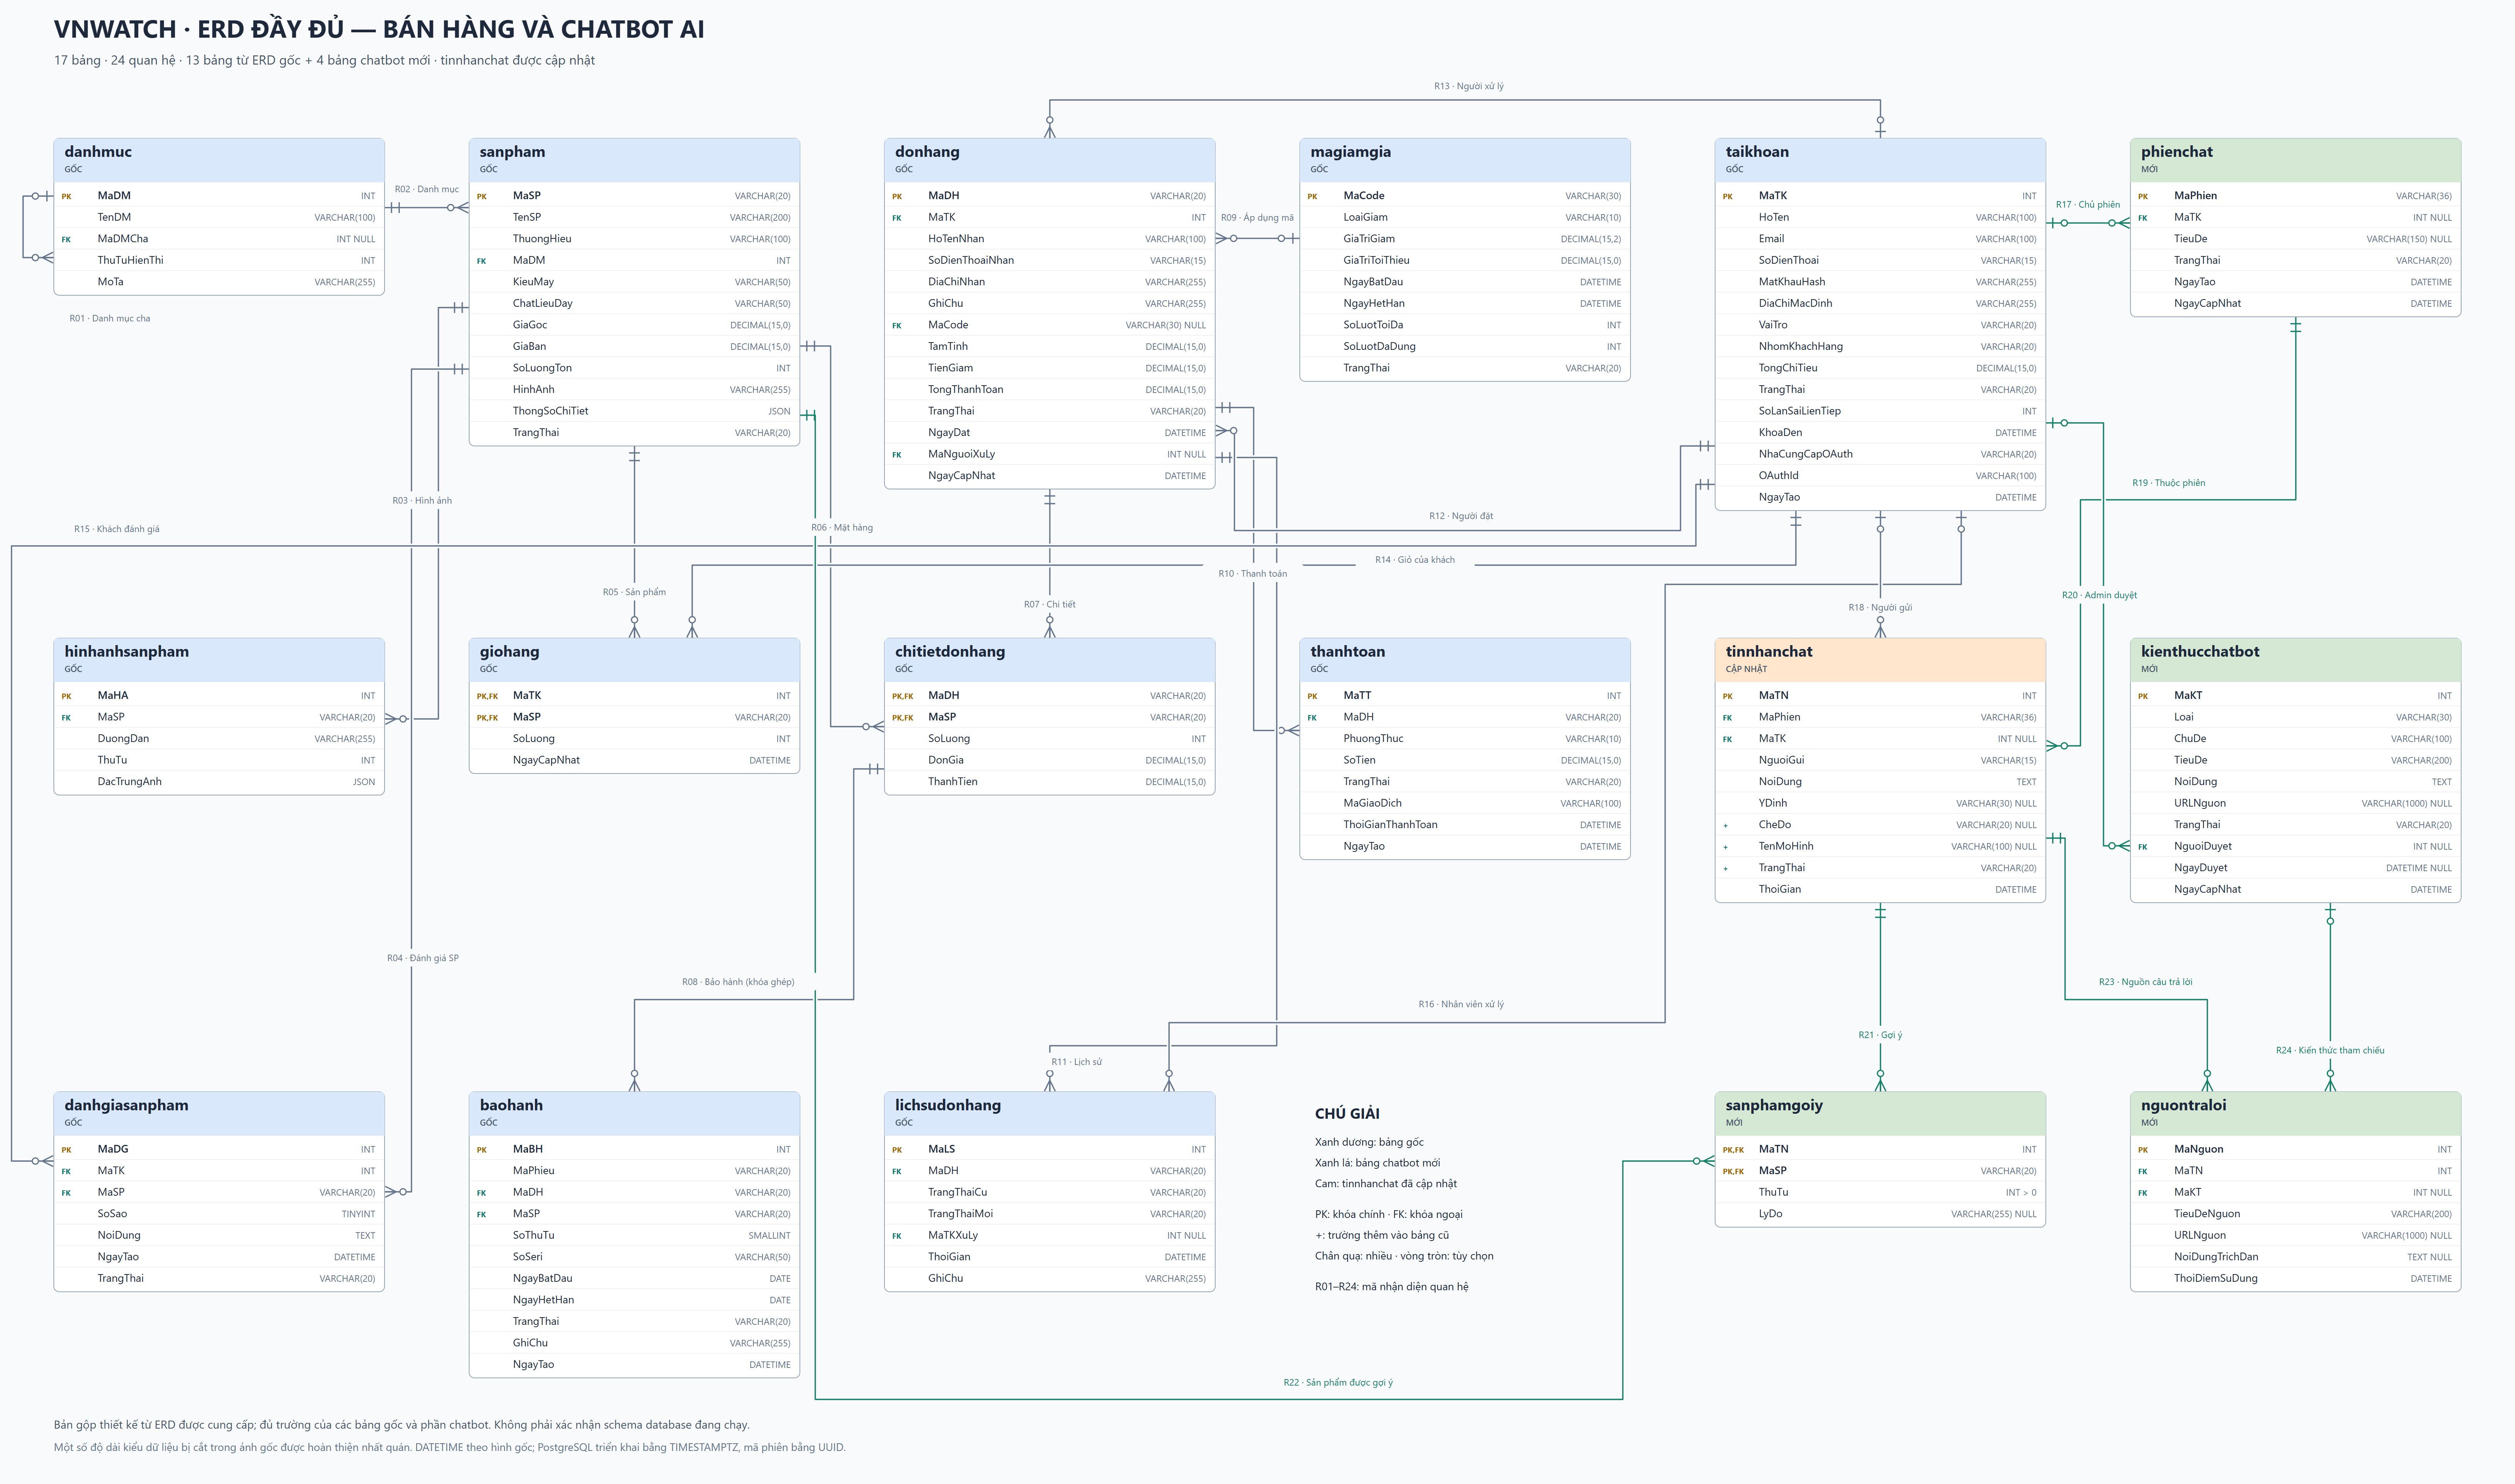 VNWATCH · ERD ĐẦY ĐỦ — BÁN HÀNG VÀ CHATBOT AI
17 bảng · 24 quan hệ · 13 bảng từ ERD gốc + 4 bảng chatbot mới · tinnhanchat được cập nhật
R13 · Người xử lý
danhmuc
GỐC
PK MaDM INT
TenDM VARCHAR(100)
FK MaDMCha INT NULL
ThuTuHienThi INT
MoTa VARCHAR(255)
R01 · Danh mục cha
R02 · Danh mục
sanpham
GỐC
PK MaSP VARCHAR(20)
TenSP VARCHAR(200)
ThuongHieu VARCHAR(100)
FK MaDM INT
KieuMay VARCHAR(50)
ChatLieuDay VARCHAR(50)
GiaGoc DECIMAL(15,0)
GiaBan DECIMAL(15,0)
SoLuongTon INT
HinhAnh VARCHAR(255)
ThongSoChiTiet JSON
TrangThai VARCHAR(20)
donhang
GỐC
PK MaDH VARCHAR(20)
FK MaTK INT
HoTenNhan VARCHAR(100)
SoDienThoaiNhan VARCHAR(15)
DiaChiNhan VARCHAR(255)
GhiChu VARCHAR(255)
FK MaCode VARCHAR(30) NULL
TamTinh DECIMAL(15,0)
TienGiam DECIMAL(15,0)
TongThanhToan DECIMAL(15,0)
TrangThai VARCHAR(20)
NgayDat DATETIME
FK MaNguoiXuLy INT NULL
NgayCapNhat DATETIME
R09 · Áp dụng mã
magiamgia
GỐC
PK MaCode VARCHAR(30)
LoaiGiam VARCHAR(10)
GiaTriGiam DECIMAL(15,2)
GiaTriToiThieu DECIMAL(15,0)
NgayBatDau DATETIME
NgayHetHan DATETIME
SoLuotToiDa INT
SoLuotDaDung INT
TrangThai VARCHAR(20)
taikhoan
GỐC
PK MaTK INT
HoTen VARCHAR(100)
Email VARCHAR(100)
SoDienThoai VARCHAR(15)
MatKhauHash VARCHAR(255)
DiaChiMacDinh VARCHAR(255)
VaiTro VARCHAR(20)
NhomKhachHang VARCHAR(20)
TongChiTieu DECIMAL(15,0)
TrangThai VARCHAR(20)
SoLanSaiLienTiep INT
KhoaDen DATETIME
NhaCungCapOAuth VARCHAR(20)
OAuthId VARCHAR(100)
NgayTao DATETIME
R17 · Chủ phiên
phienchat
MỚI
PK MaPhien VARCHAR(36)
FK MaTK INT NULL
TieuDe VARCHAR(150) NULL
TrangThai VARCHAR(20)
NgayTao DATETIME
NgayCapNhat DATETIME
R03 · Hình ảnh
R15 · Khách đánh giá
R06 · Mặt hàng
R12 · Người đặt
R19 · Thuộc phiên
R14 · Giỏ của khách
R10 · Thanh toán
R05 · Sản phẩm
R07 · Chi tiết
R18 · Người gửi
R20 · Admin duyệt
hinhanhsanpham
GỐC
PK MaHA INT
FK MaSP VARCHAR(20)
DuongDan VARCHAR(255)
ThuTu INT
DacTrungAnh JSON
giohang
GỐC
PK,FK MaTK INT
PK,FK MaSP VARCHAR(20)
SoLuong INT
NgayCapNhat DATETIME
chitietdonhang
GỐC
PK,FK MaDH VARCHAR(20)
PK,FK MaSP VARCHAR(20)
SoLuong INT
DonGia DECIMAL(15,0)
ThanhTien DECIMAL(15,0)
thanhtoan
GỐC
PK MaTT INT
FK MaDH VARCHAR(20)
PhuongThuc VARCHAR(10)
SoTien DECIMAL(15,0)
TrangThai VARCHAR(20)
MaGiaoDich VARCHAR(100)
ThoiGianThanhToan DATETIME
NgayTao DATETIME
tinnhanchat
CẬP NHẬT
PK MaTN INT
FK MaPhien VARCHAR(36)
FK MaTK INT NULL
NguoiGui VARCHAR(15)
NoiDung TEXT
YDinh VARCHAR(30) NULL
+ CheDo VARCHAR(20) NULL
+ TenMoHinh VARCHAR(100) NULL
+ TrangThai VARCHAR(20)
ThoiGian DATETIME
kienthucchatbot
MỚI
PK MaKT INT
Loai VARCHAR(30)
ChuDe VARCHAR(100)
TieuDe VARCHAR(200)
NoiDung TEXT
URLNguon VARCHAR(1000) NULL
TrangThai VARCHAR(20)
FK NguoiDuyet INT NULL
NgayDuyet DATETIME NULL
NgayCapNhat DATETIME
R04 · Đánh giá SP
R08 · Bảo hành (khóa ghép)
R16 · Nhân viên xử lý
R23 · Nguồn câu trả lời
R21 · Gợi ý
R24 · Kiến thức tham chiếu
R11 · Lịch sử
danhgiasanpham
GỐC
PK MaDG INT
FK MaTK INT
FK MaSP VARCHAR(20)
SoSao TINYINT
NoiDung TEXT
NgayTao DATETIME
TrangThai VARCHAR(20)
baohanh
GỐC
PK MaBH INT
MaPhieu VARCHAR(20)
FK MaDH VARCHAR(20)
FK MaSP VARCHAR(20)
SoThuTu SMALLINT
SoSeri VARCHAR(50)
NgayBatDau DATE
NgayHetHan DATE
TrangThai VARCHAR(20)
GhiChu VARCHAR(255)
NgayTao DATETIME
lichsudonhang
GỐC
PK MaLS INT
FK MaDH VARCHAR(20)
TrangThaiCu VARCHAR(20)
TrangThaiMoi VARCHAR(20)
FK MaTKXuLy INT NULL
ThoiGian DATETIME
GhiChu VARCHAR(255)
CHÚ GIẢI
Xanh dương: bảng gốc
Xanh lá: bảng chatbot mới
Cam: tinnhanchat đã cập nhật
PK: khóa chính · FK: khóa ngoại
+: trường thêm vào bảng cũ
Chân quạ: nhiều · vòng tròn: tùy chọn
R01–R24: mã nhận diện quan hệ
sanphamgoiy
MỚI
PK,FK MaTN INT
PK,FK MaSP VARCHAR(20)
ThuTu INT > 0
LyDo VARCHAR(255) NULL
nguontraloi
MỚI
PK MaNguon INT
FK MaTN INT
FK MaKT INT NULL
TieuDeNguon VARCHAR(200)
URLNguon VARCHAR(1000) NULL
NoiDungTrichDan TEXT NULL
ThoiDiemSuDung DATETIME
R22 · Sản phẩm được gợi ý
Bản gộp thiết kế từ ERD được cung cấp; đủ trường của các bảng gốc và phần chatbot. Không phải xác nhận schema database đang chạy.
Một số độ dài kiểu dữ liệu bị cắt trong ảnh gốc được hoàn thiện nhất quán. DATETIME theo hình gốc; PostgreSQL triển khai bằng TIMESTAMPTZ, mã phiên bằng UUID.